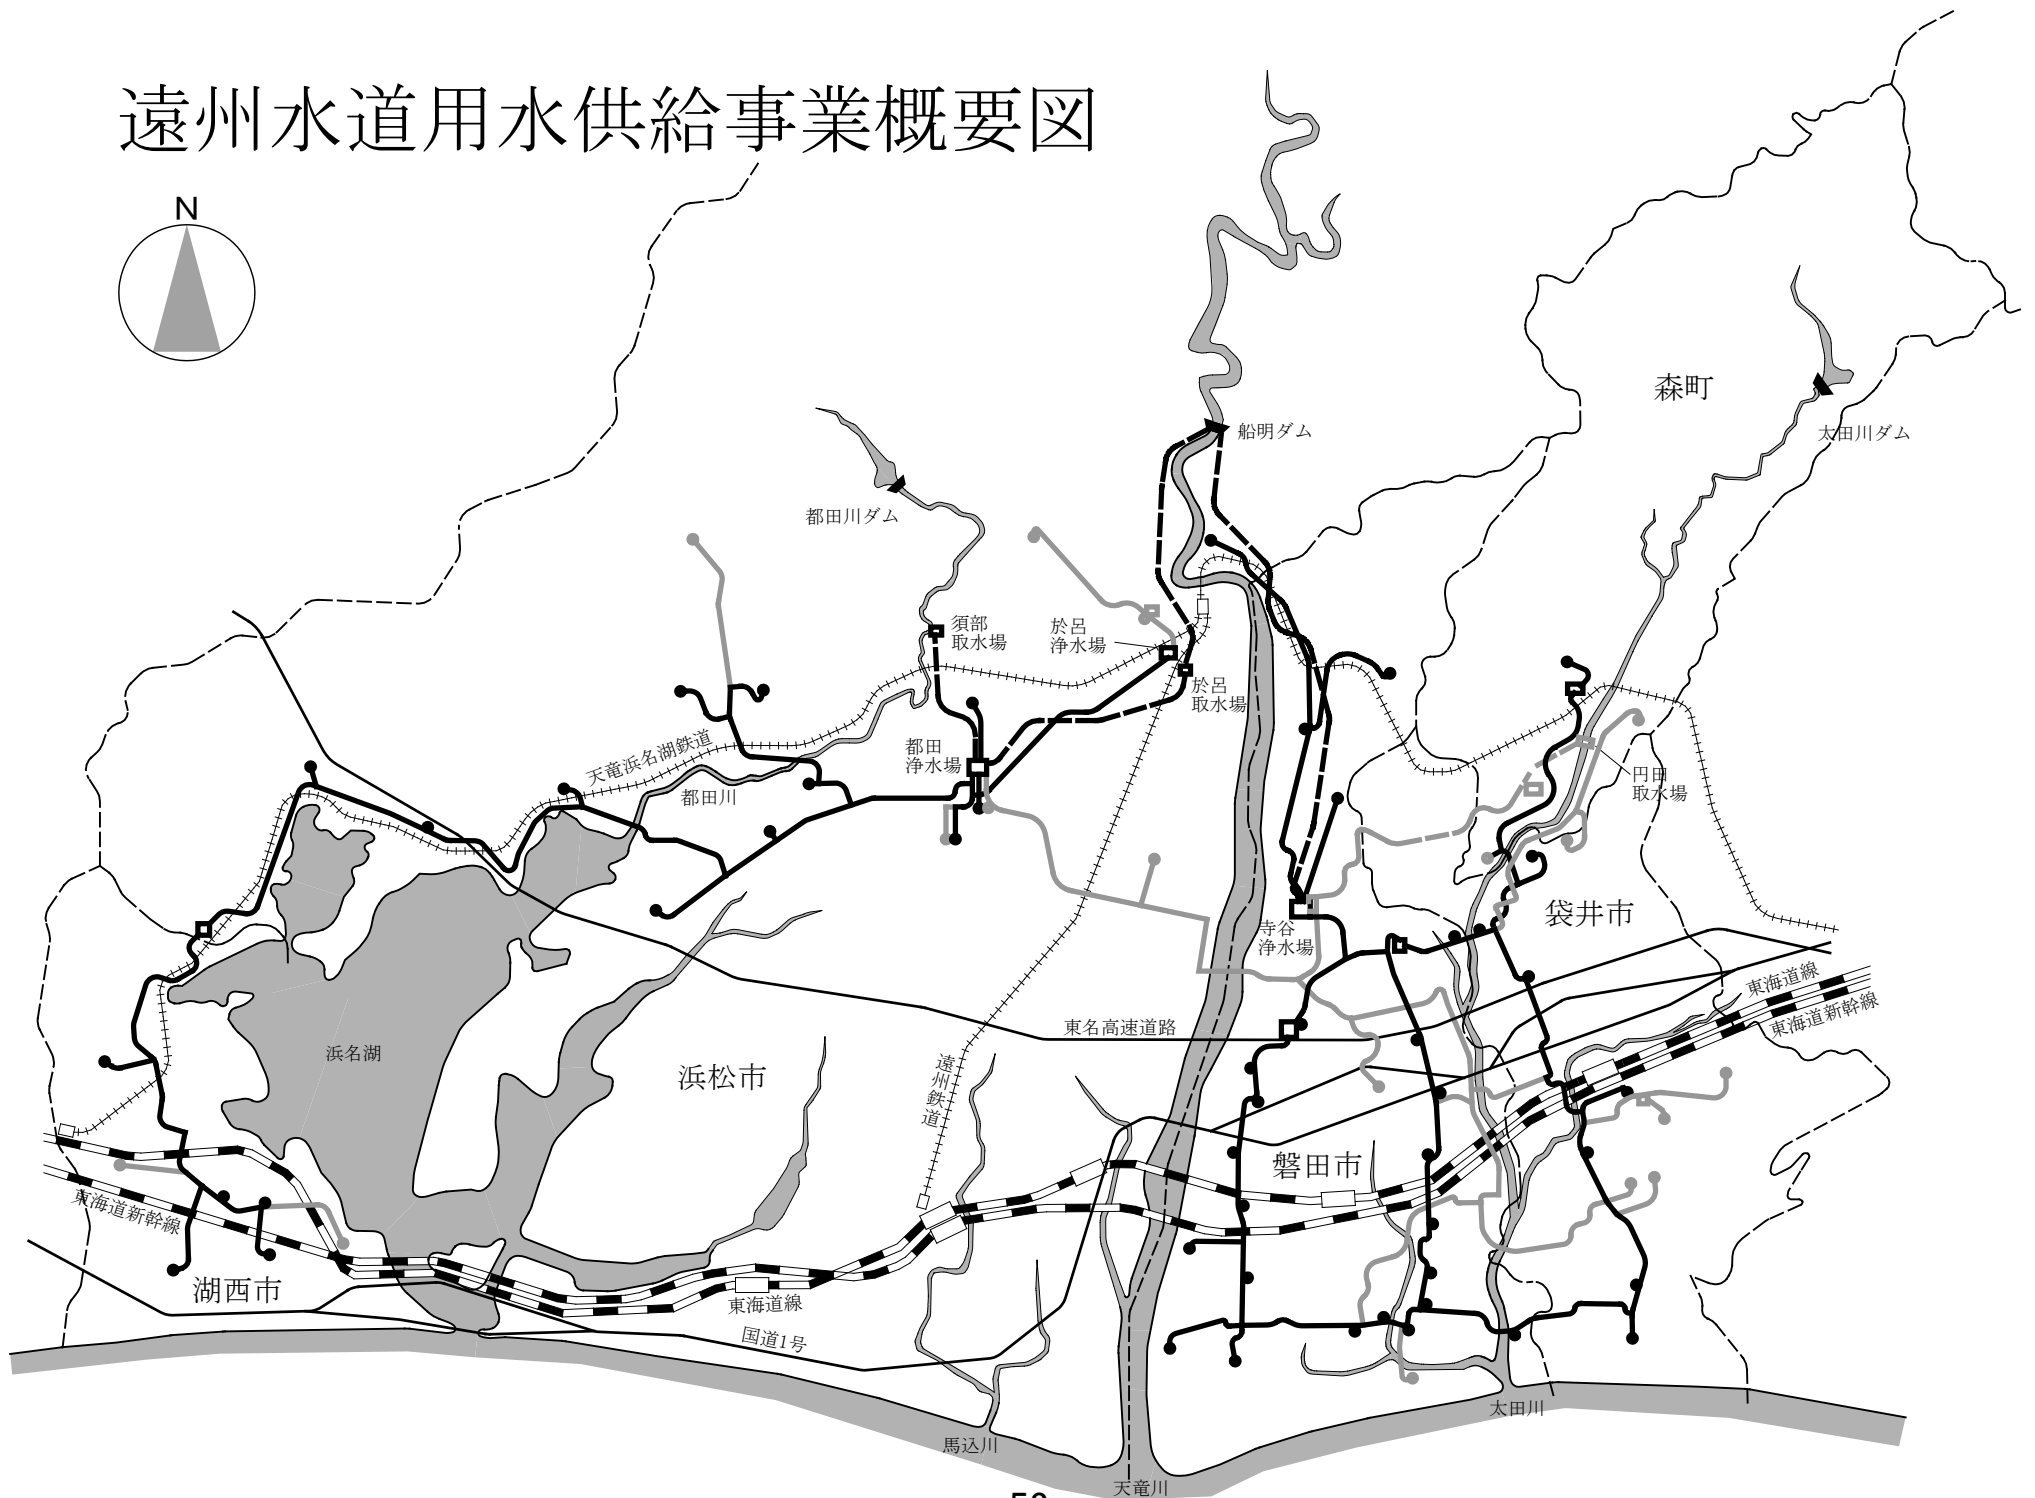 遠州水道用水供給事業概要図
N
森町
船明ダム
太田川ダム
都田川ダム
須部
取水場
於呂
浄水場
於呂
取水場
都田
浄水場
天竜浜名湖鉄道
都田川
円田
取水場
袋井市
寺谷
浄水場
東海道線
東海道新幹線
東名高速道路
浜名湖
浜松市
遠州鉄道
磐田市
東海道新幹線
湖西市
東海道線
国道1号
太田川
馬込川
天竜川